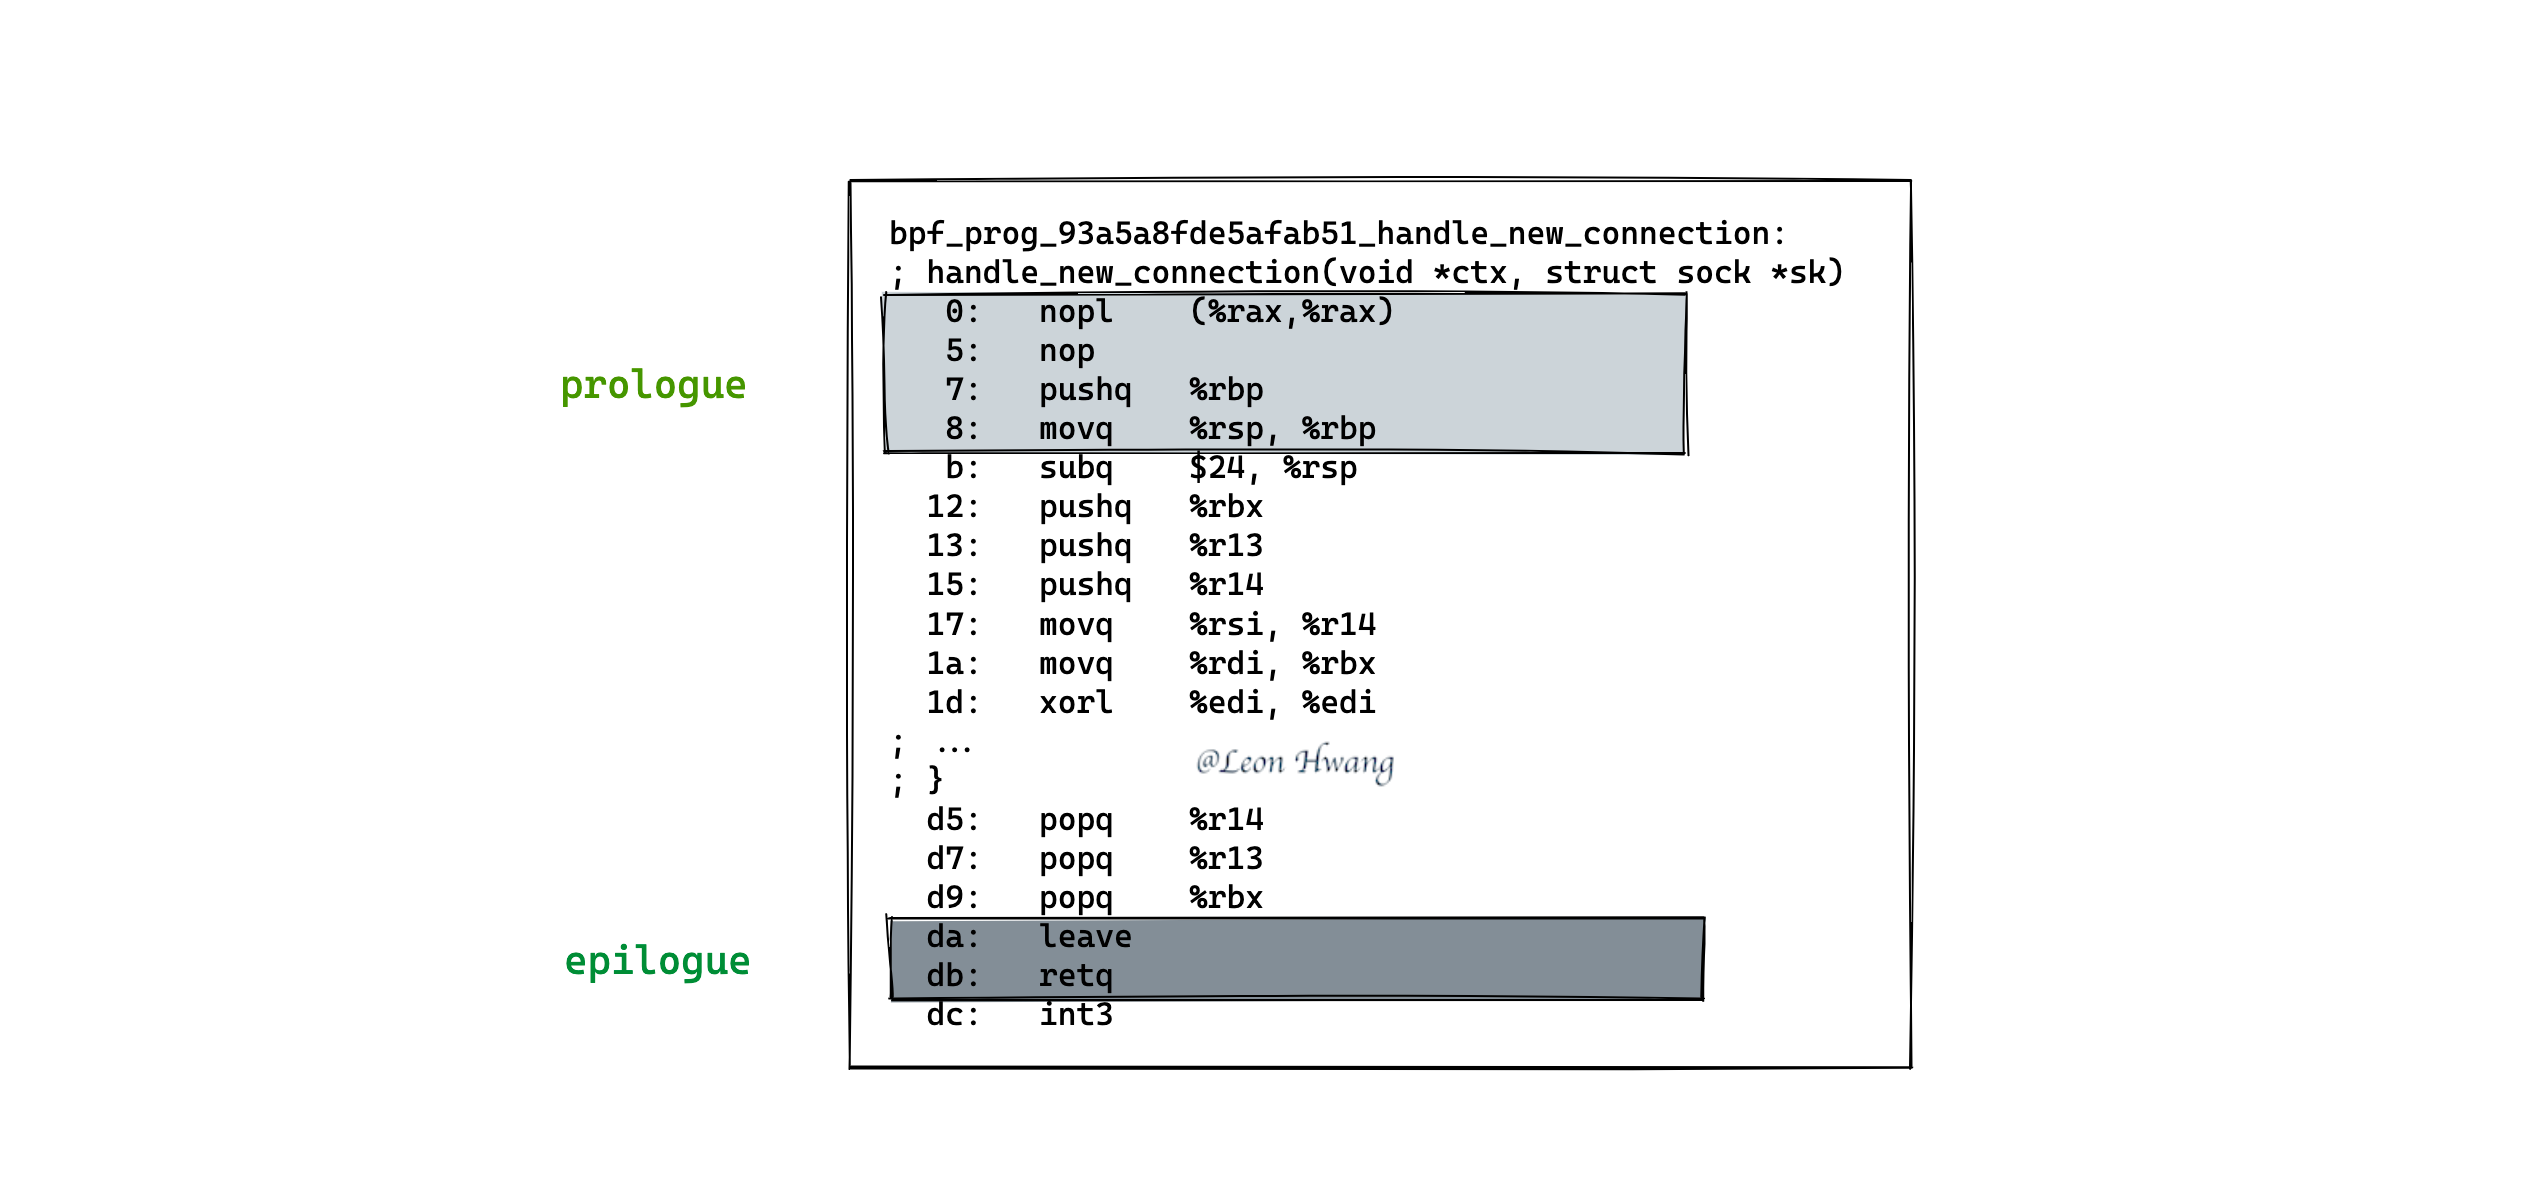 bpf_prog_93a5a8fde5afab51_handle_new_connection:
; handle_new_connection(void *ctx, struct sock *sk)
0: nopl (%rax,%rax)
5: nop
prologue
7: pushq %rbp
8: movq %rsp, %rbp
b: subq $24, %rsp
12: pushq %rbx
13: pushq %r13
15: pushq %r14
17: movq %rsi, %r14
1a: movq %rdi, %rbx
1d: xorl %edi, %edi
; ...
@Leon Hwang
; }
d5: popq %r14
d7: popq %r13
d9: popq %rbx
da: leave
epilogue
db: retq
dc: int3